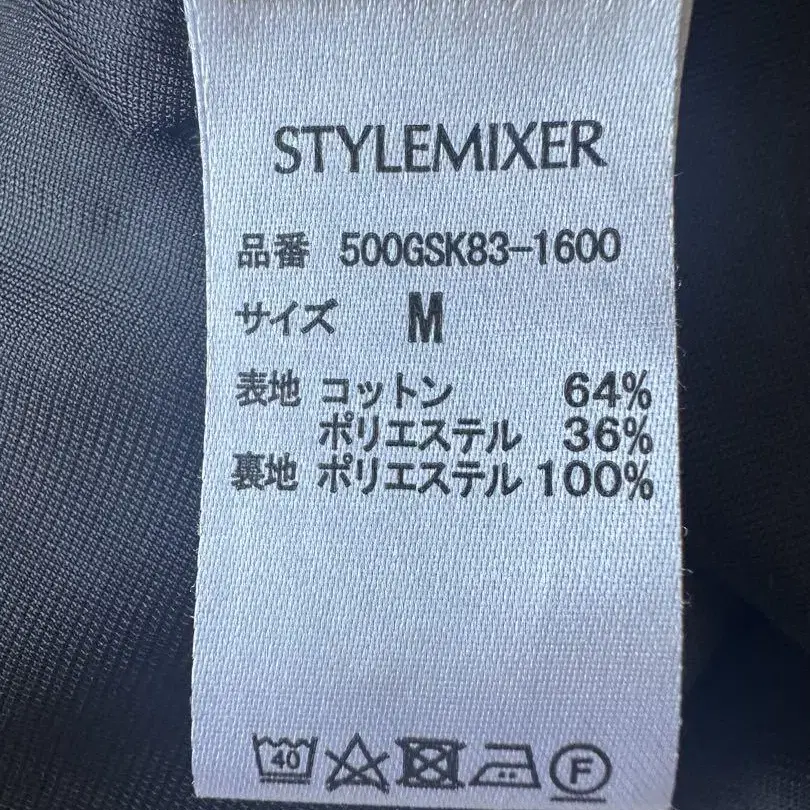 STYLEMIXER
品番 500GSK83-1600
サイズ M
表地 コットン 64%
ポリエステル 36%
裏地 ポリエステル 100%
40 F